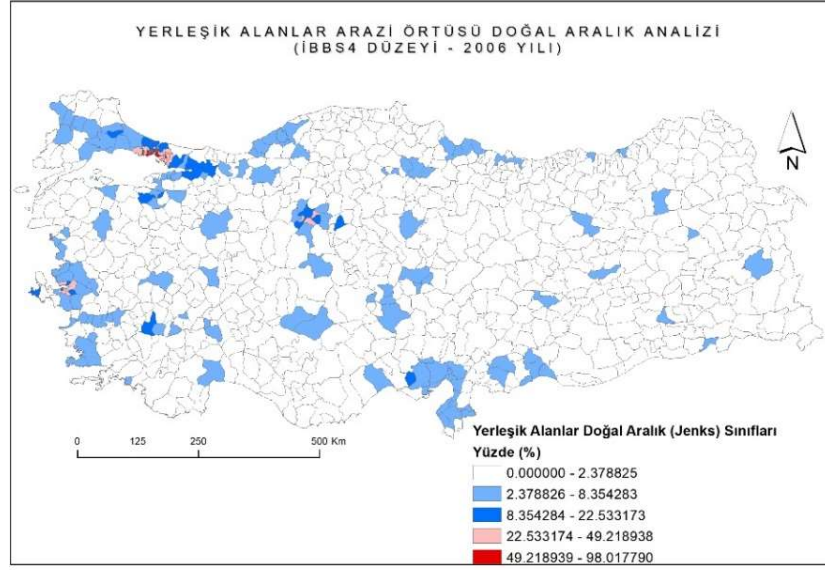 YERLEŞİK ALANLAR ARAZİ ÖRTÜSÜ DOĞAL ARALIK ANALİZİ
(İBBS4 DÜZEYİ - 2006 YILI)
N
0 125 250 500 Km
Yerleşik Alanlar Doğal Aralık (Jenks) Sınıfları
Yüzde (%)
0.000000 - 2.378825
2.378826 - 8.354283
8.354284 - 22.533173
22.533174 - 49.218938
49.218939 - 98.017790